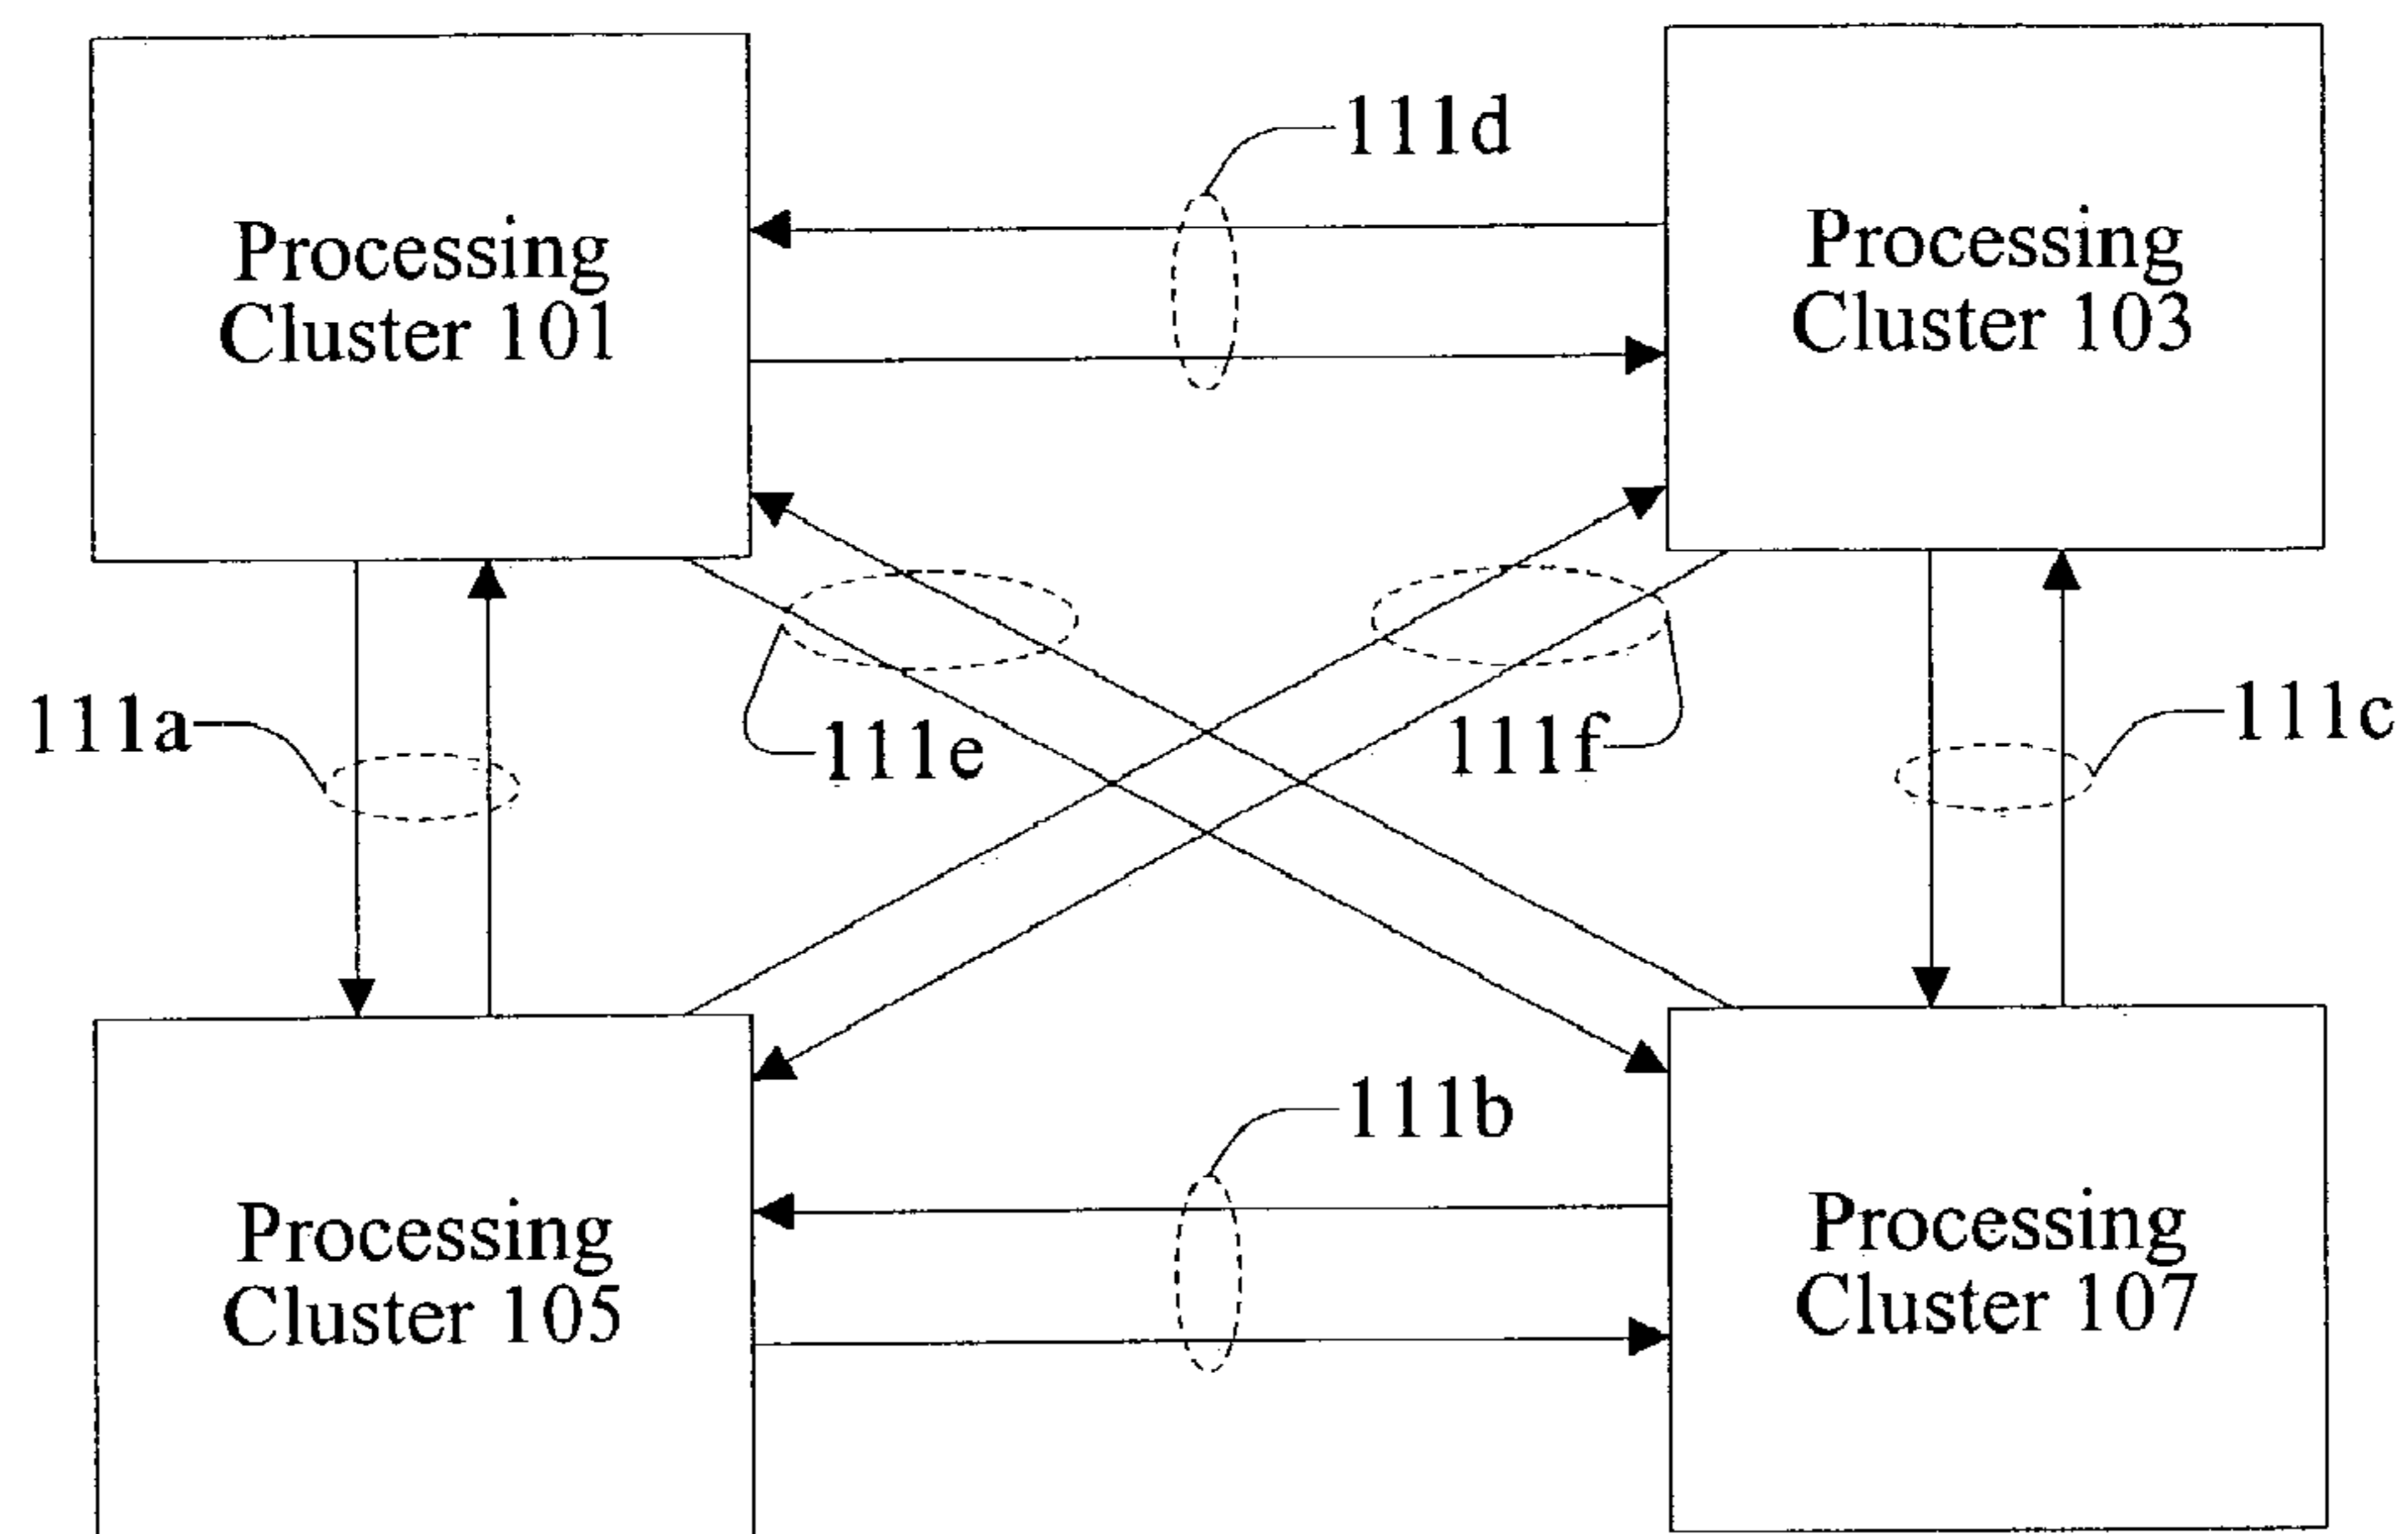 111d
Processing
Cluster 101
Processing
Cluster 103
111a
111e
111f
111c
111b
Processing
Cluster 105
Processing
Cluster 107